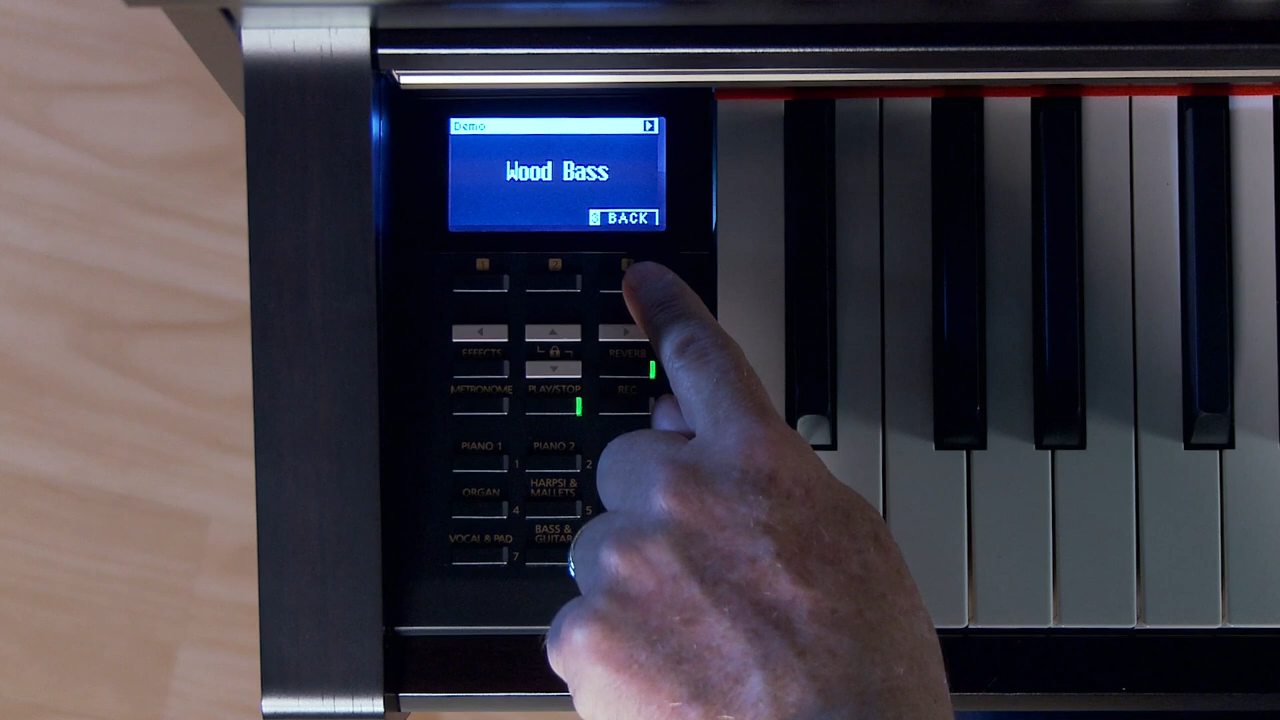 Demo
Wood Bass
3 BACK
1 2
EFFECTS REVERB
METRONOME PLAY/STOP REC
PIANO 1 PIANO 2
1 2
ORGAN HARPSI &
MALLETS
4 5
VOCAL & PAD BASS &
GUITAR
7